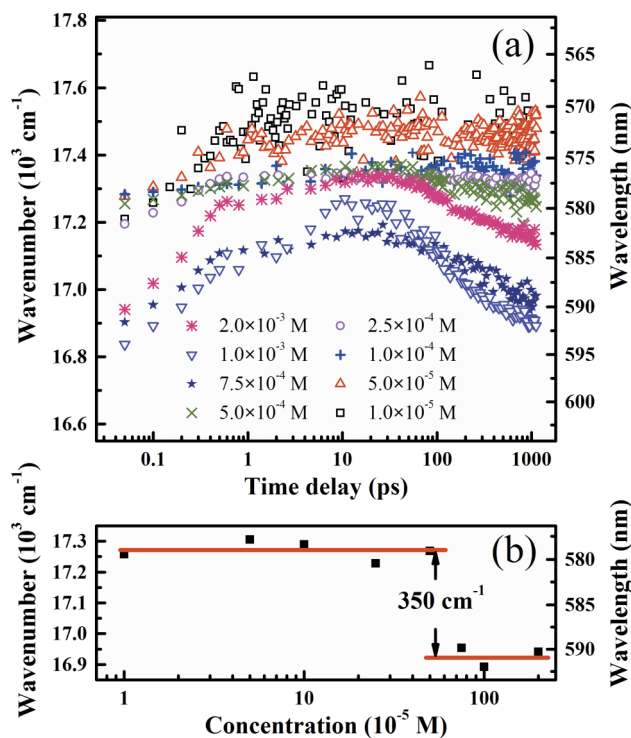 (a)
Wavenumber (10³ cm⁻¹)
17.8
17.6
17.4
17.2
17.0
16.8
16.6
Wavelength (nm)
565
570
575
580
585
590
595
600
2.0×10⁻³ M
2.5×10⁻⁴ M
1.0×10⁻³ M
1.0×10⁻⁴ M
7.5×10⁻⁴ M
5.0×10⁻⁵ M
5.0×10⁻⁴ M
1.0×10⁻⁵ M
0.1 1 10 100 1000
Time delay (ps)
(b)
Wavenumber (10³ cm⁻¹)
17.3
17.2
17.1
17.0
16.9
350 cm⁻¹
Wavelength (nm)
580
585
590
1 10 100
Concentration (10⁻⁵ M)